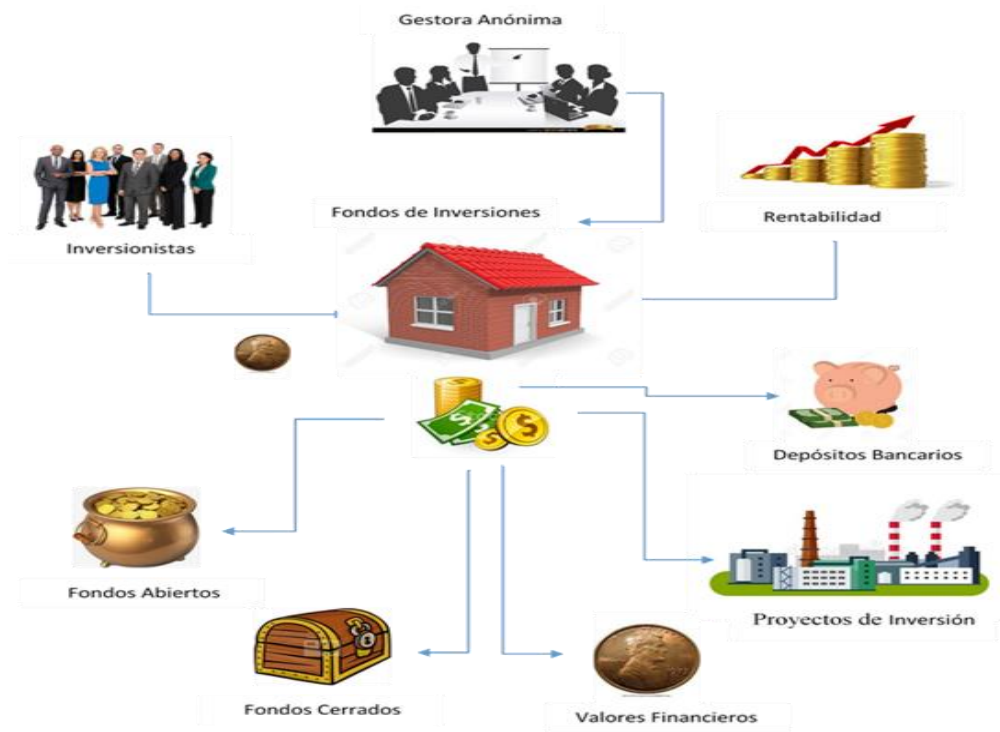 Gestora Anónima
Inversionistas
Fondos de Inversiones
Rentabilidad
Depósitos Bancarios
Fondos Abiertos
Proyectos de Inversión
Fondos Cerrados
Valores Financieros